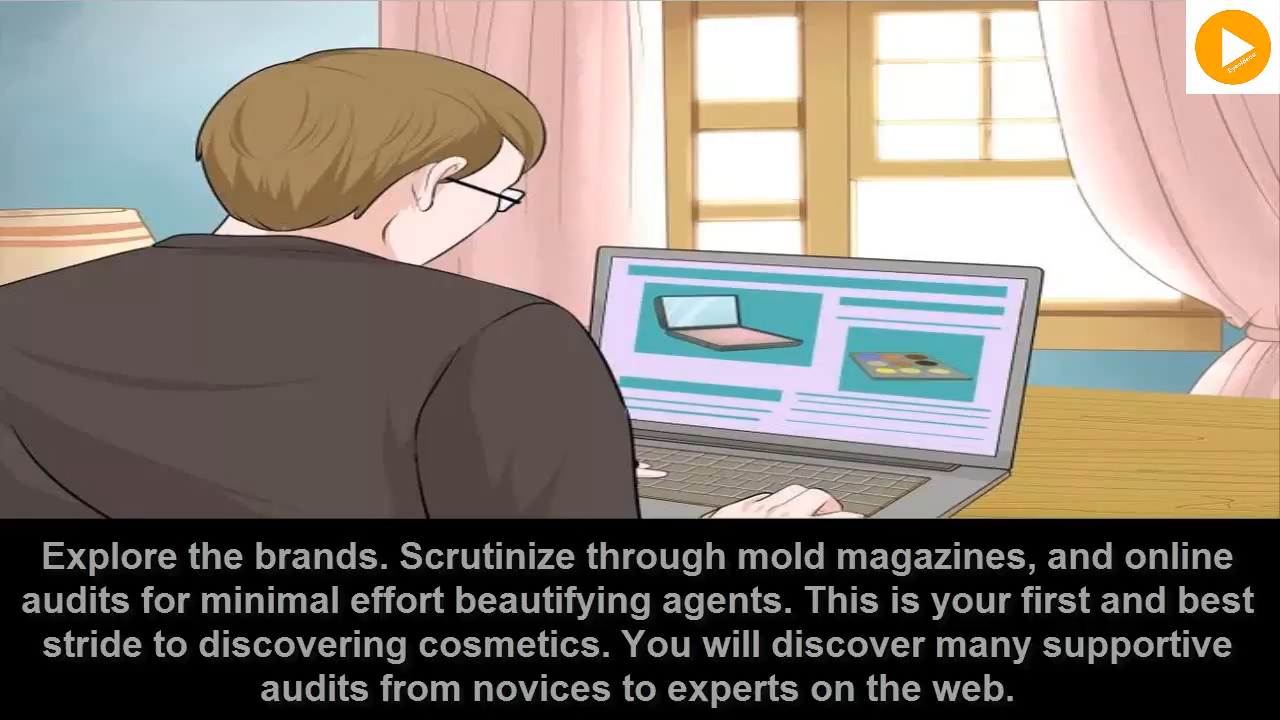 Eyevideos
Explore the brands. Scrutinize through mold magazines, and online
audits for minimal effort beautifying agents. This is your first and best
stride to discovering cosmetics. You will discover many supportive
audits from novices to experts on the web.